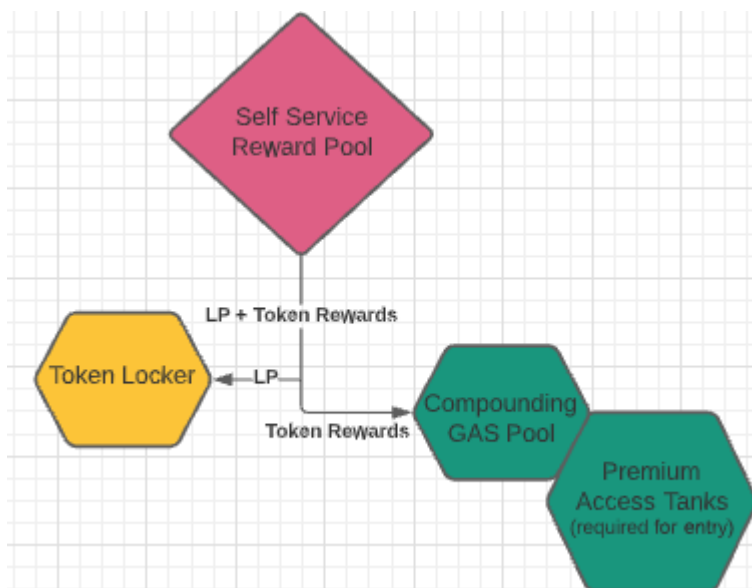 Self Service
Reward Pool
LP + Token Rewards
Token Locker
LP
Token Rewards
Compounding
GAS Pool
Premium
Access Tanks
(required for entry)